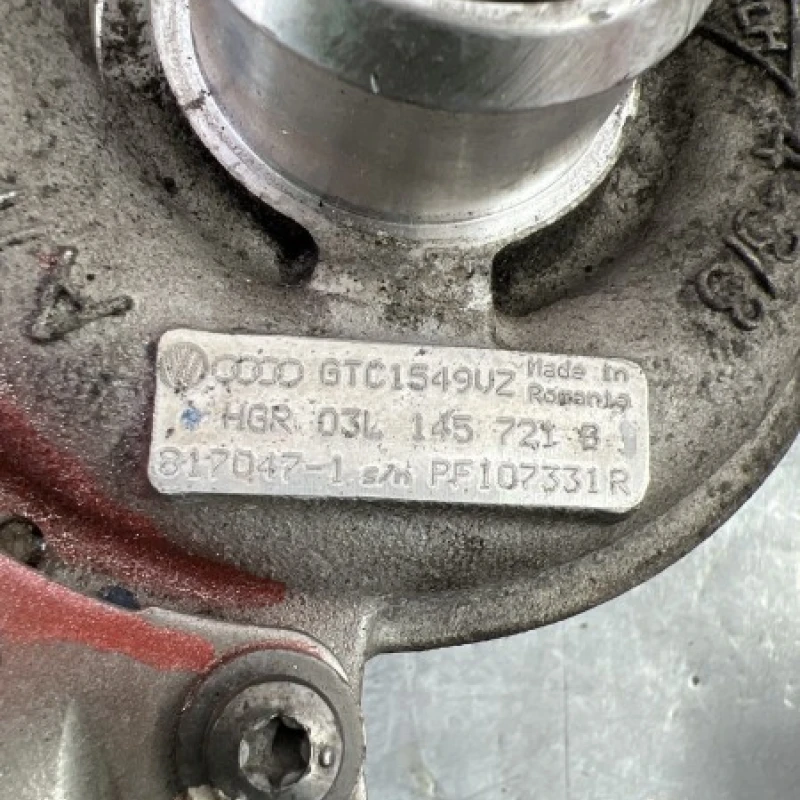 GTC1549VZ Made in Romania
HGR 03L 145 721 B
817047-1 s/n PF107331R
A